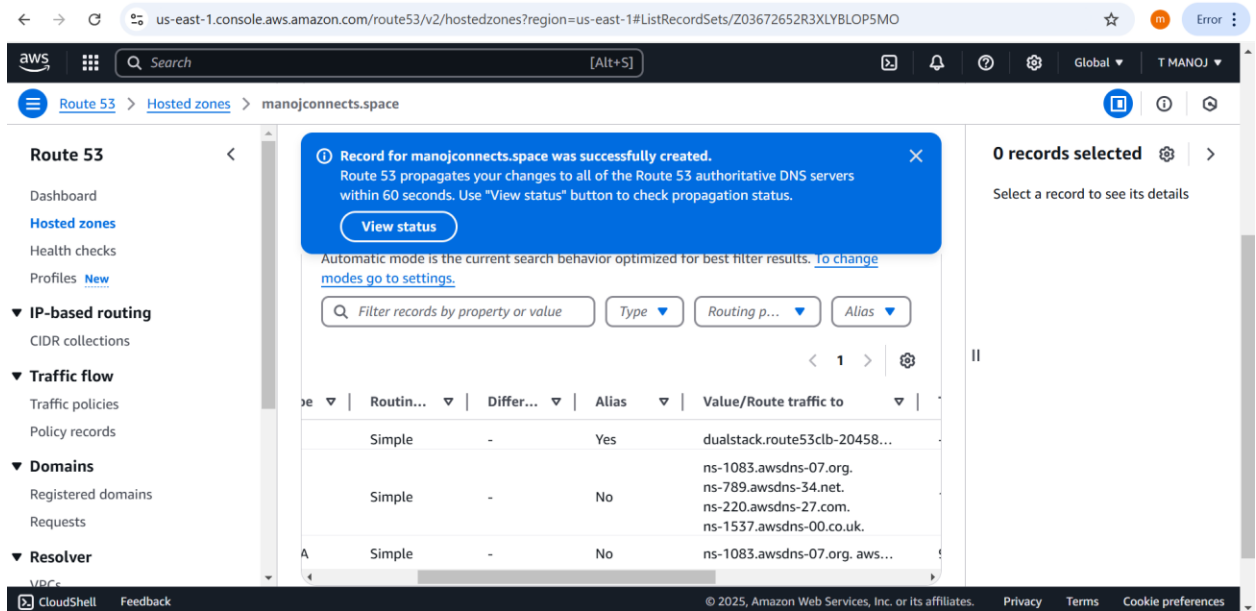 us-east-1.console.aws.amazon.com/route53/v2/hostedzones?region=us-east-1#ListRecordSets/Z03672652R3XLYBLOP5MO
m
Error
aws
Search
[Alt+S]
Global
T MANOJ
Route 53 > Hosted zones > manojconnects.space
Route 53
Dashboard
Hosted zones
Health checks
Profiles New
IP-based routing
CIDR collections
Traffic flow
Traffic policies
Policy records
Domains
Registered domains
Requests
Resolver
VPCs
Record for manojconnects.space was successfully created.
Route 53 propagates your changes to all of the Route 53 authoritative DNS servers
within 60 seconds. Use "View status" button to check propagation status.
View status
Automatic mode is the current search behavior optimized for best filter results. To change
modes go to settings.
Filter records by property or value
Type
Routing p...
Alias
1
Routin...
Differ...
Alias
Value/Route traffic to
Simple - Yes dualstack.route53clb-20458...
ns-1083.awsdns-07.org.
ns-789.awsdns-34.net.
Simple - No
ns-220.awsdns-27.com.
ns-1537.awsdns-00.co.uk.
A Simple - No ns-1083.awsdns-07.org. aws...
0 records selected
Select a record to see its details
CloudShell Feedback
© 2025, Amazon Web Services, Inc. or its affiliates. Privacy Terms Cookie preferences